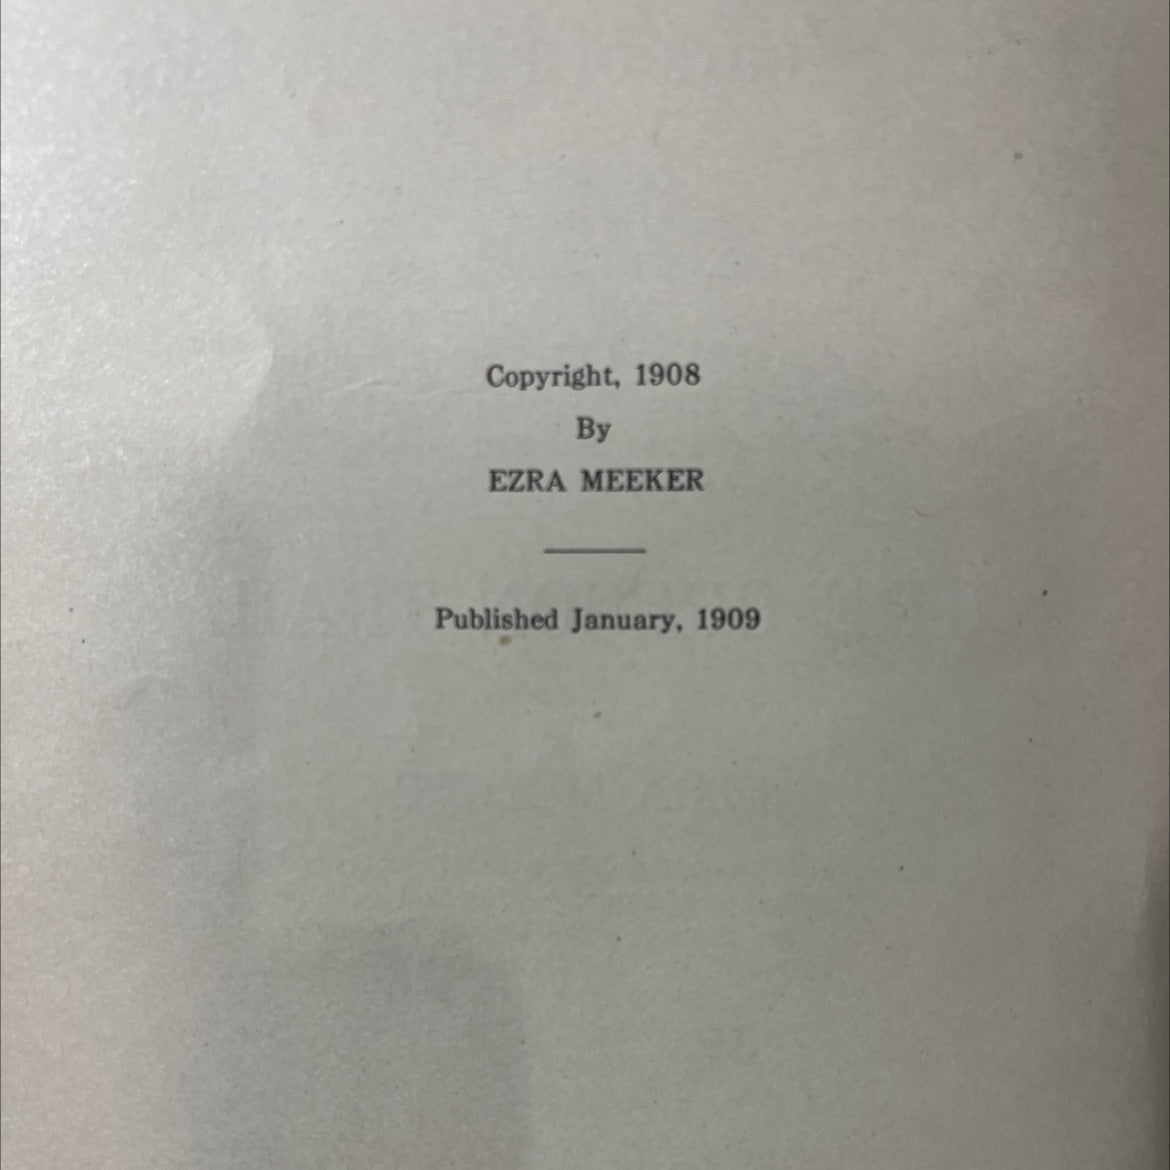 Copyright, 1908
By
EZRA MEEKER
Published January, 1909